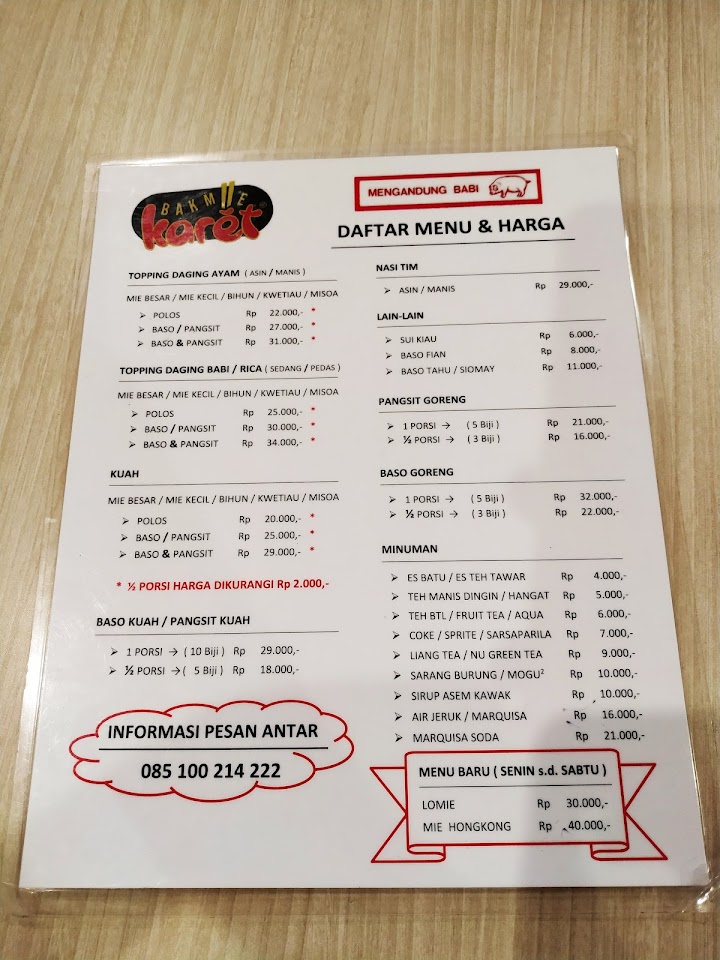 BAKMIE
karet
MENGANDUNG BABI
DAFTAR MENU & HARGA
TOPPING DAGING AYAM ( ASIN / MANIS )
MIE BESAR / MIE KECIL / BIHUN / KWETIAU / MISOA
➢ POLOS Rp 22.000,- *
➢ BASO / PANGSIT Rp 27.000,- *
➢ BASO & PANGSIT Rp 31.000,- *
TOPPING DAGING BABI / RICA ( SEDANG / PEDAS )
MIE BESAR / MIE KECIL / BIHUN / KWETIAU / MISOA
➢ POLOS Rp 25.000,- *
➢ BASO / PANGSIT Rp 30.000,- *
➢ BASO & PANGSIT Rp 34.000,- *
KUAH
MIE BESAR / MIE KECIL / BIHUN / KWETIAU / MISOA
➢ POLOS Rp 20.000,- *
➢ BASO / PANGSIT Rp 25.000,- *
➢ BASO & PANGSIT Rp 29.000,- *
* ½ PORSI HARGA DIKURANGI Rp 2.000,-
BASO KUAH / PANGSIT KUAH
➢ 1 PORSI → ( 10 Biji ) Rp 29.000,-
➢ ½ PORSI → ( 5 Biji ) Rp 18.000,-
INFORMASI PESAN ANTAR
085 100 214 222
NASI TIM
➢ ASIN / MANIS Rp 29.000,-
LAIN-LAIN
➢ SUI KIAU Rp 6.000,-
➢ BASO FIAN Rp 8.000,-
➢ BASO TAHU / SIOMAY Rp 11.000,-
PANGSIT GORENG
➢ 1 PORSI → ( 5 Biji ) Rp 21.000,-
➢ ½ PORSI → ( 3 Biji ) Rp 16.000,-
BASO GORENG
➢ 1 PORSI → ( 5 Biji ) Rp 32.000,-
➢ ½ PORSI → ( 3 Biji ) Rp 22.000,-
MINUMAN
➢ ES BATU / ES TEH TAWAR Rp 4.000,-
➢ TEH MANIS DINGIN / HANGAT Rp 5.000,-
➢ TEH BTL / FRUIT TEA / AQUA Rp 6.000,-
➢ COKE / SPRITE / SARSAPARILA Rp 7.000,-
➢ LIANG TEA / NU GREEN TEA Rp 9.000,-
➢ SARANG BURUNG / MOGU² Rp 10.000,-
➢ SIRUP ASEM KAWAK Rp 10.000,-
➢ AIR JERUK / MARQUISA Rp 16.000,-
➢ MARQUISA SODA Rp 21.000,-
MENU BARU ( SENIN s.d. SABTU )
LOMIE Rp 30.000,-
MIE HONGKONG Rp 40.000,-